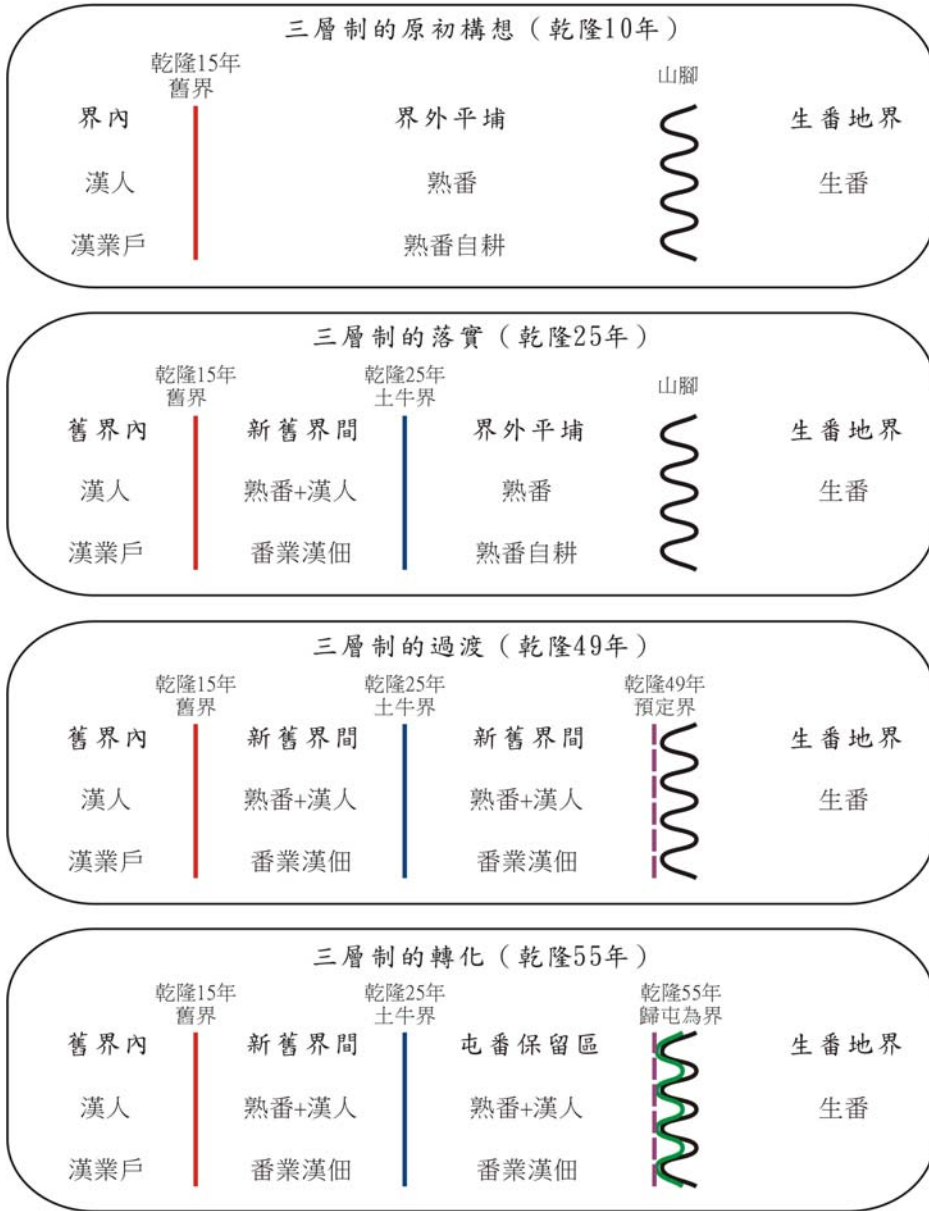 三層制的原初構想（乾隆10年）
乾隆15年
舊界
山腳
界內 界外平埔 生番地界
漢人 熟番 生番
漢業戶 熟番自耕
三層制的落實（乾隆25年）
乾隆15年 乾隆25年
舊界 土牛界
山腳
舊界內 新舊界間 界外平埔 生番地界
漢人 熟番+漢人 熟番 生番
漢業戶 番業漢佃 熟番自耕
三層制的過渡（乾隆49年）
乾隆15年 乾隆25年 乾隆49年
舊界 土牛界 預定界
舊界內 新舊界間 新舊界間 生番地界
漢人 熟番+漢人 熟番+漢人 生番
漢業戶 番業漢佃 番業漢佃
三層制的轉化（乾隆55年）
乾隆15年 乾隆25年 乾隆55年
舊界 土牛界 歸屯為界
舊界內 新舊界間 屯番保留區 生番地界
漢人 熟番+漢人 熟番+漢人 生番
漢業戶 番業漢佃 番業漢佃